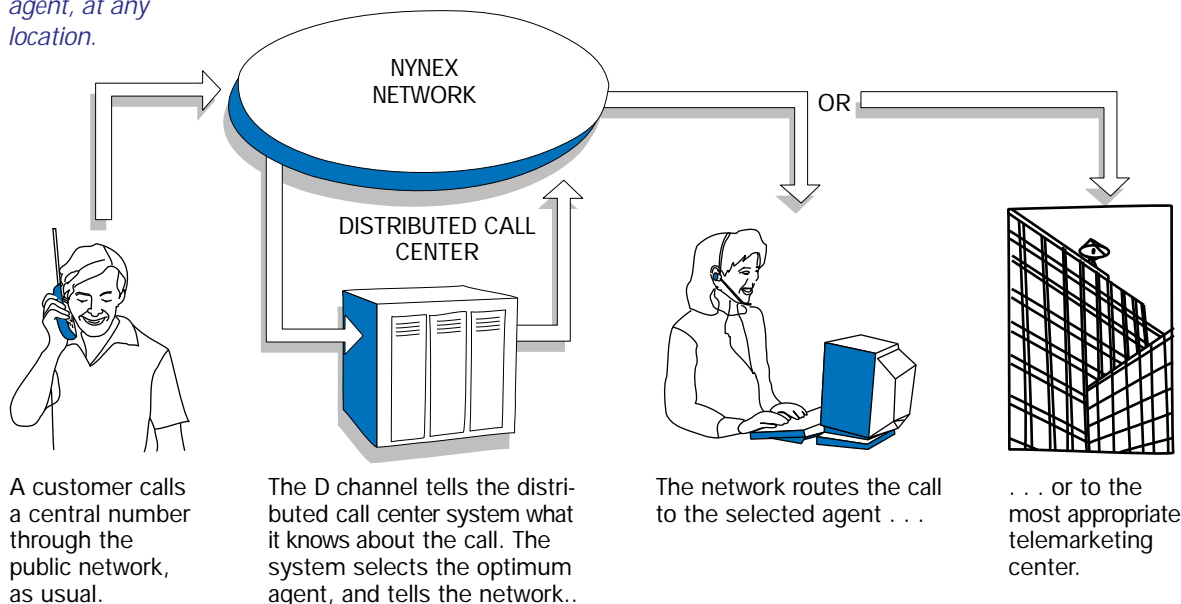 agent, at any
location.
NYNEX
NETWORK
OR
DISTRIBUTED CALL
CENTER
A customer calls
a central number
through the
public network,
as usual.
The D channel tells the distri-
buted call center system what
it knows about the call. The
system selects the optimum
agent, and tells the network..
The network routes the call
to the selected agent . . .
. . . or to the
most appropriate
telemarketing
center.